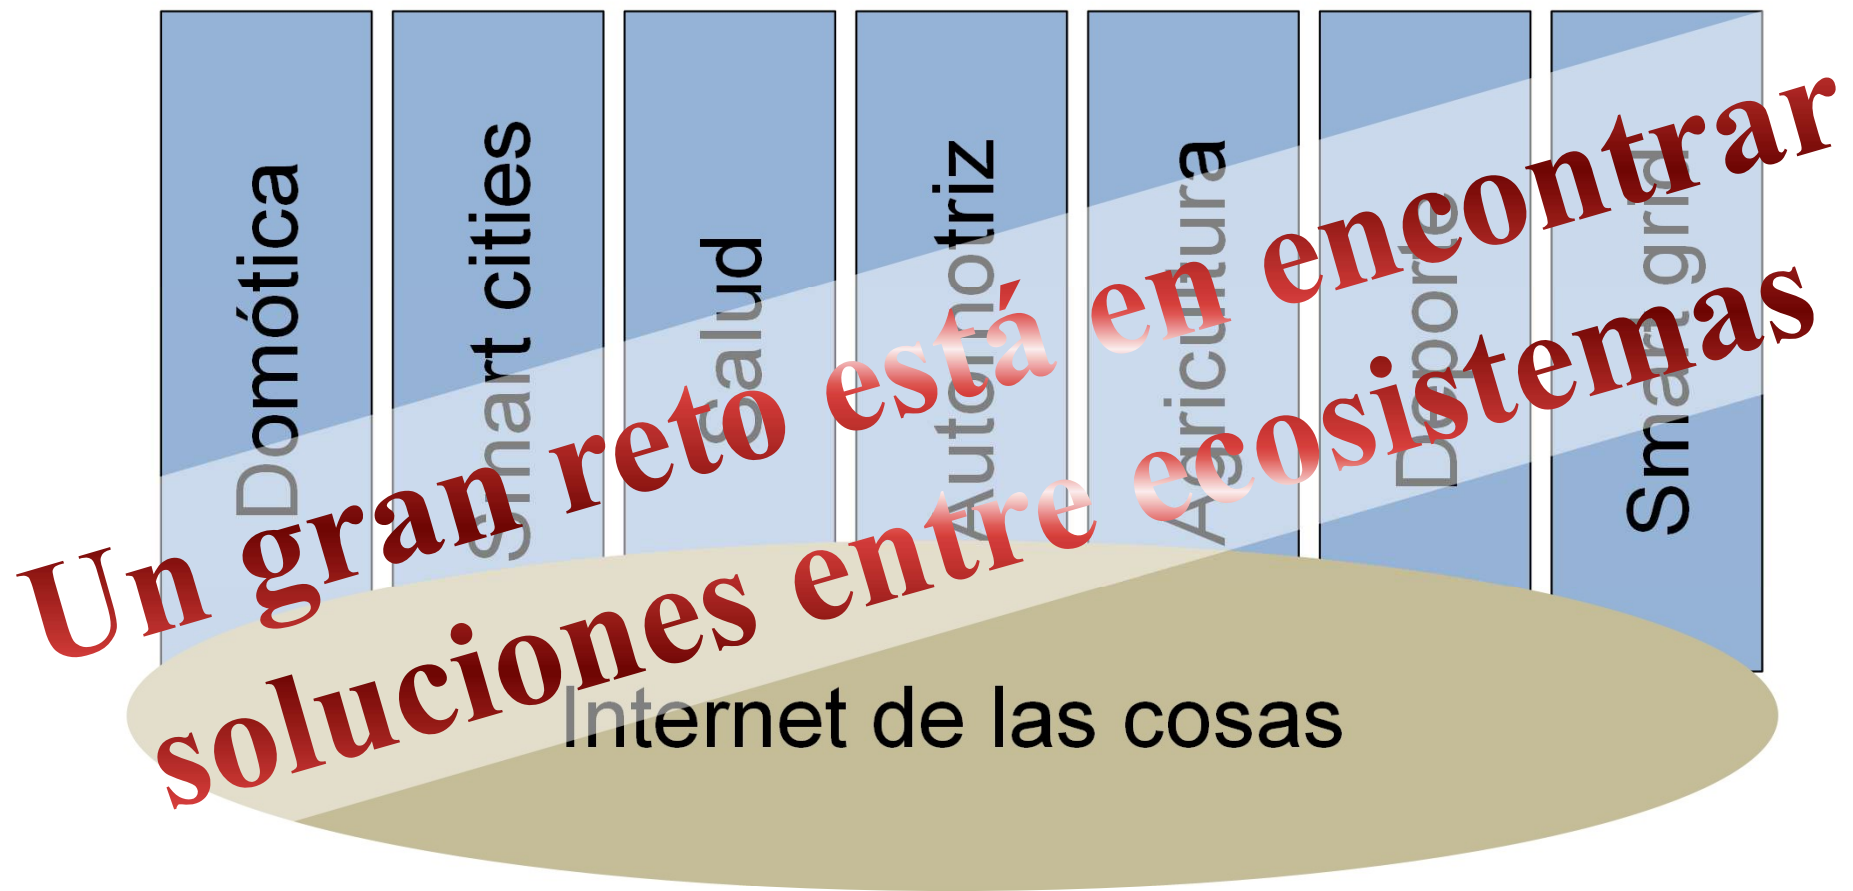 Domótica
Smart cities
Salud
Automotriz
Agricultura
Deporte
Smart grid
Un gran reto está en encontrar
soluciones entre ecosistemas
Internet de las cosas